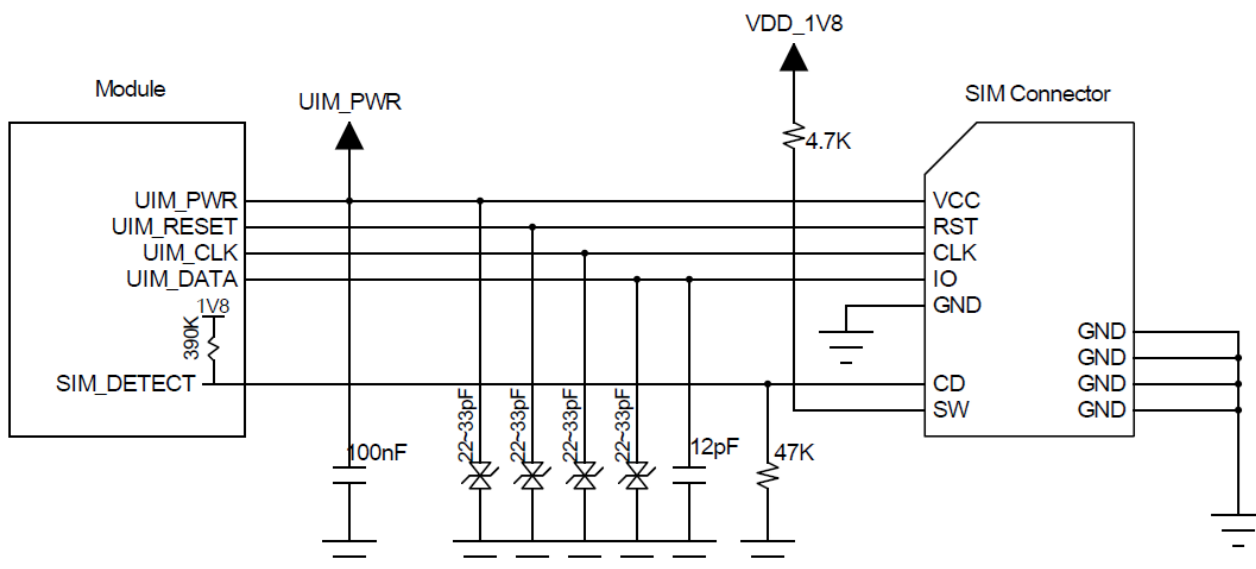 VDD_1V8
Module
UIM_PWR
SIM Connector
4.7K
UIM_PWR
UIM_RESET
UIM_CLK
UIM_DATA
1V8
390K
SIM_DETECT
VCC
RST
CLK
IO
GND
CD
SW
GND
GND
GND
GND
100nF
22~33pF
22~33pF
22~33pF
22~33pF
12pF
47K